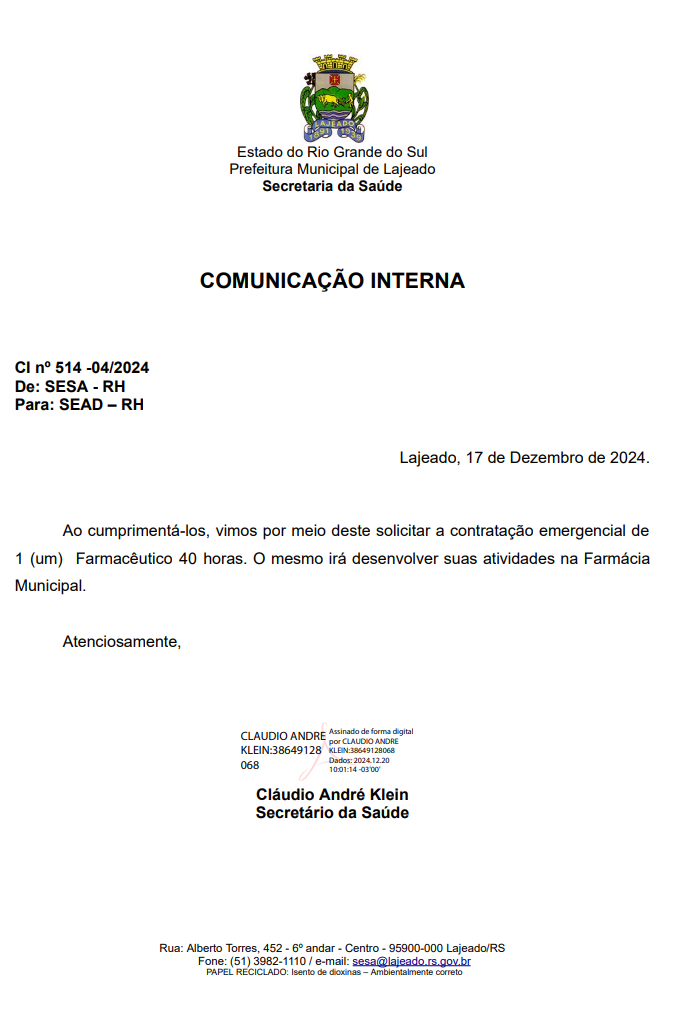 LAJEADO
1891 1939
Estado do Rio Grande do Sul
Prefeitura Municipal de Lajeado
Secretaria da Saúde
COMUNICAÇÃO INTERNA
CI nº 514 -04/2024
De: SESA - RH
Para: SEAD – RH
Lajeado, 17 de Dezembro de 2024.
Ao cumprimentá-los, vimos por meio deste solicitar a contratação emergencial de
1 (um)  Farmacêutico 40 horas. O mesmo irá desenvolver suas atividades na Farmácia
Municipal.
Atenciosamente,
CLAUDIO ANDRE
KLEIN:38649128
068
Assinado de forma digital
por CLAUDIO ANDRE
KLEIN:38649128068
Dados: 2024.12.20
10:01:14 -03'00'
Cláudio André Klein
Secretário da Saúde
Rua: Alberto Torres, 452 - 6º andar - Centro - 95900-000 Lajeado/RS
Fone: (51) 3982-1110 / e-mail: sesa@lajeado.rs.gov.br
PAPEL RECICLADO: Isento de dioxinas – Ambientalmente correto